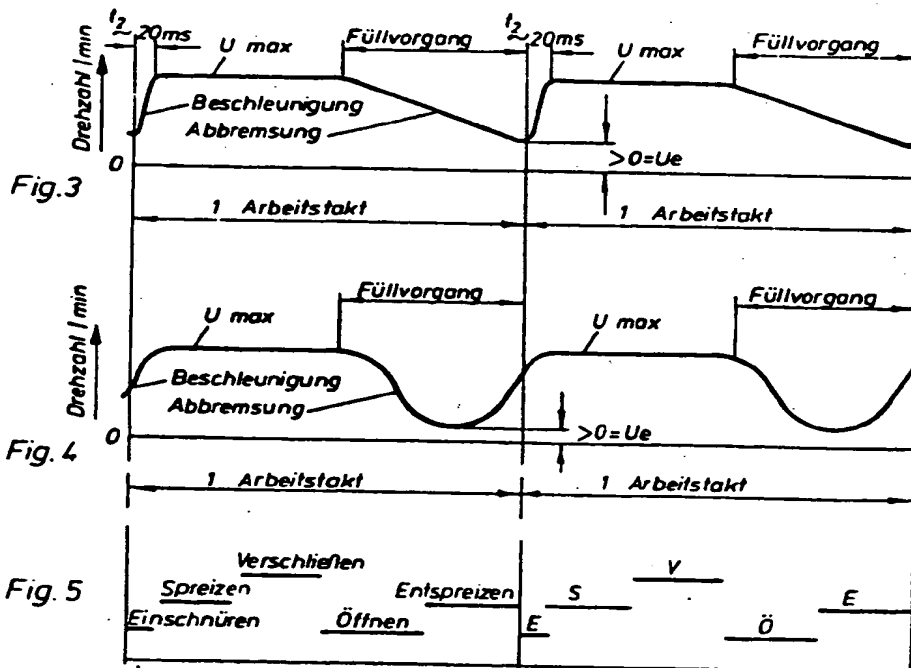 t2 ~20ms
U max
Füllvorgang
t2 ~20ms
U max
Füllvorgang
Drehzahl/min
Beschleunigung
Abbremsung
0
>0=Ue
Fig.3
1 Arbeitstakt
1 Arbeitstakt
Füllvorgang
Füllvorgang
U max
U max
Drehzahl/min
Beschleunigung
Abbremsung
0
>0=Ue
Fig.4
1 Arbeitstakt
1 Arbeitstakt
Fig.5
Verschließen
V
Spreizen
Entspreizen
S
E
Einschnüren
Öffnen
E
Ö